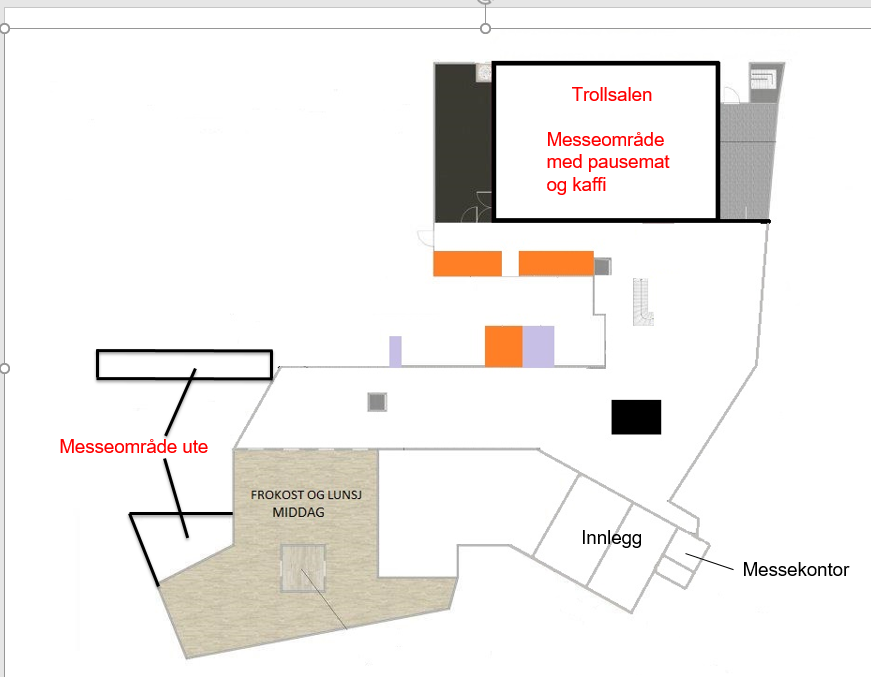 Trollsalen
Messeområde
med pausemat
og kaffi
Messeområde ute
FROKOST OG LUNSJ
MIDDAG
Innlegg
Messekontor